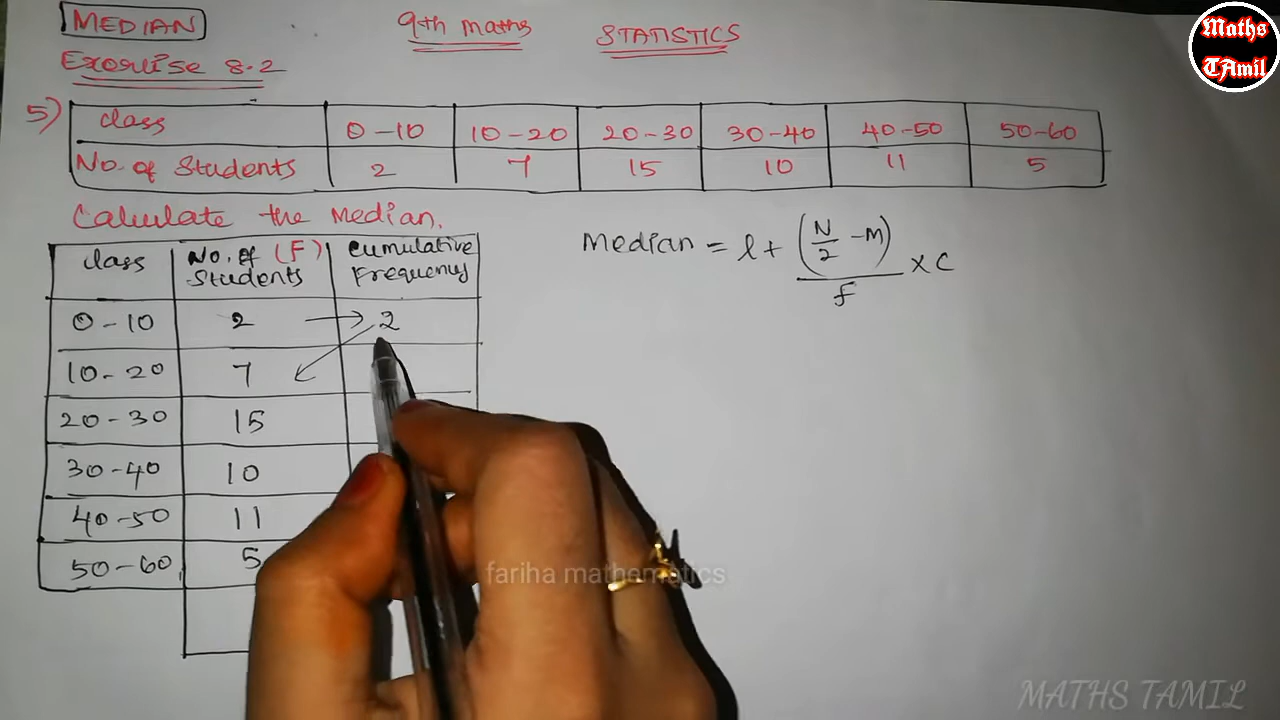 MEDIAN
9th maths
STATISTICS
Maths
TAmil
Exercise 8.2
5)
class 0-10 10-20 20-30 30-40 40-50 50-60
No. of Students 2 7 15 10 11 5
Calculate the Median.
class No. of (F) Students Cumulative Frequency
0-10 2 2
10-20 7
20-30 15
30-40 10
40-50 11
50-60 5
Median = l + (N/2 - M)/f × c
fariha mathematics
MATHS TAMIL